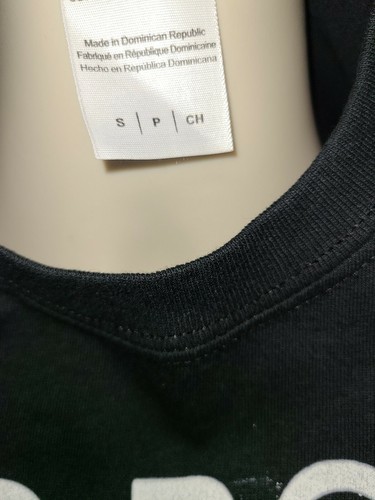 Made in Dominican Republic
Fabriqué en République Dominicaine
Hecho en República Dominicana
S | P | CH